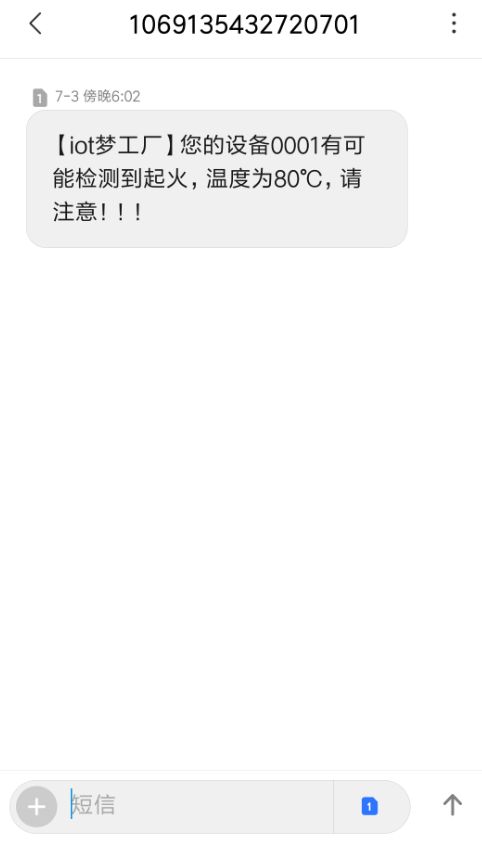 1069135432720701
1 7-3 傍晚6:02
【iot梦工厂】您的设备0001有可
能检测到起火，温度为80℃，请
注意！！！
短信
1